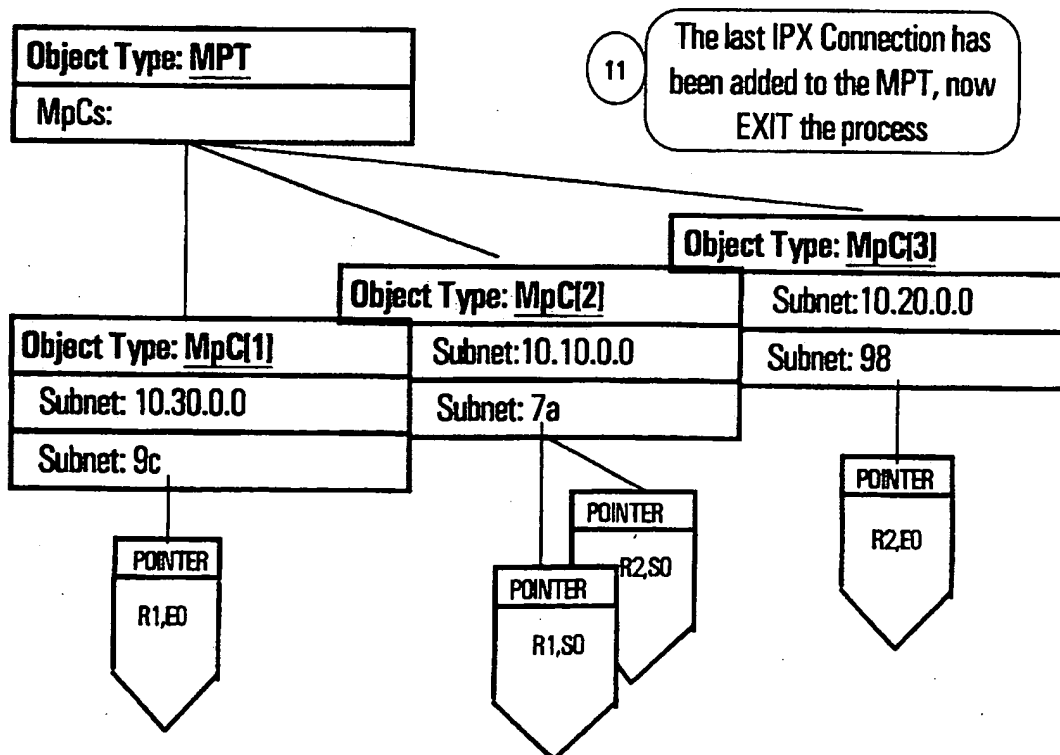 Object Type: MPT
MpCs:
11
The last IPX Connection has
been added to the MPT, now
EXIT the process
Object Type: MpC[3]
Subnet:10.20.0.0
Subnet: 98
Object Type: MpC[2]
Subnet:10.10.0.0
Subnet: 7a
Object Type: MpC[1]
Subnet: 10.30.0.0
Subnet: 9c
POINTER
R1,E0
POINTER
R1,S0
POINTER
R2,S0
POINTER
R2,E0